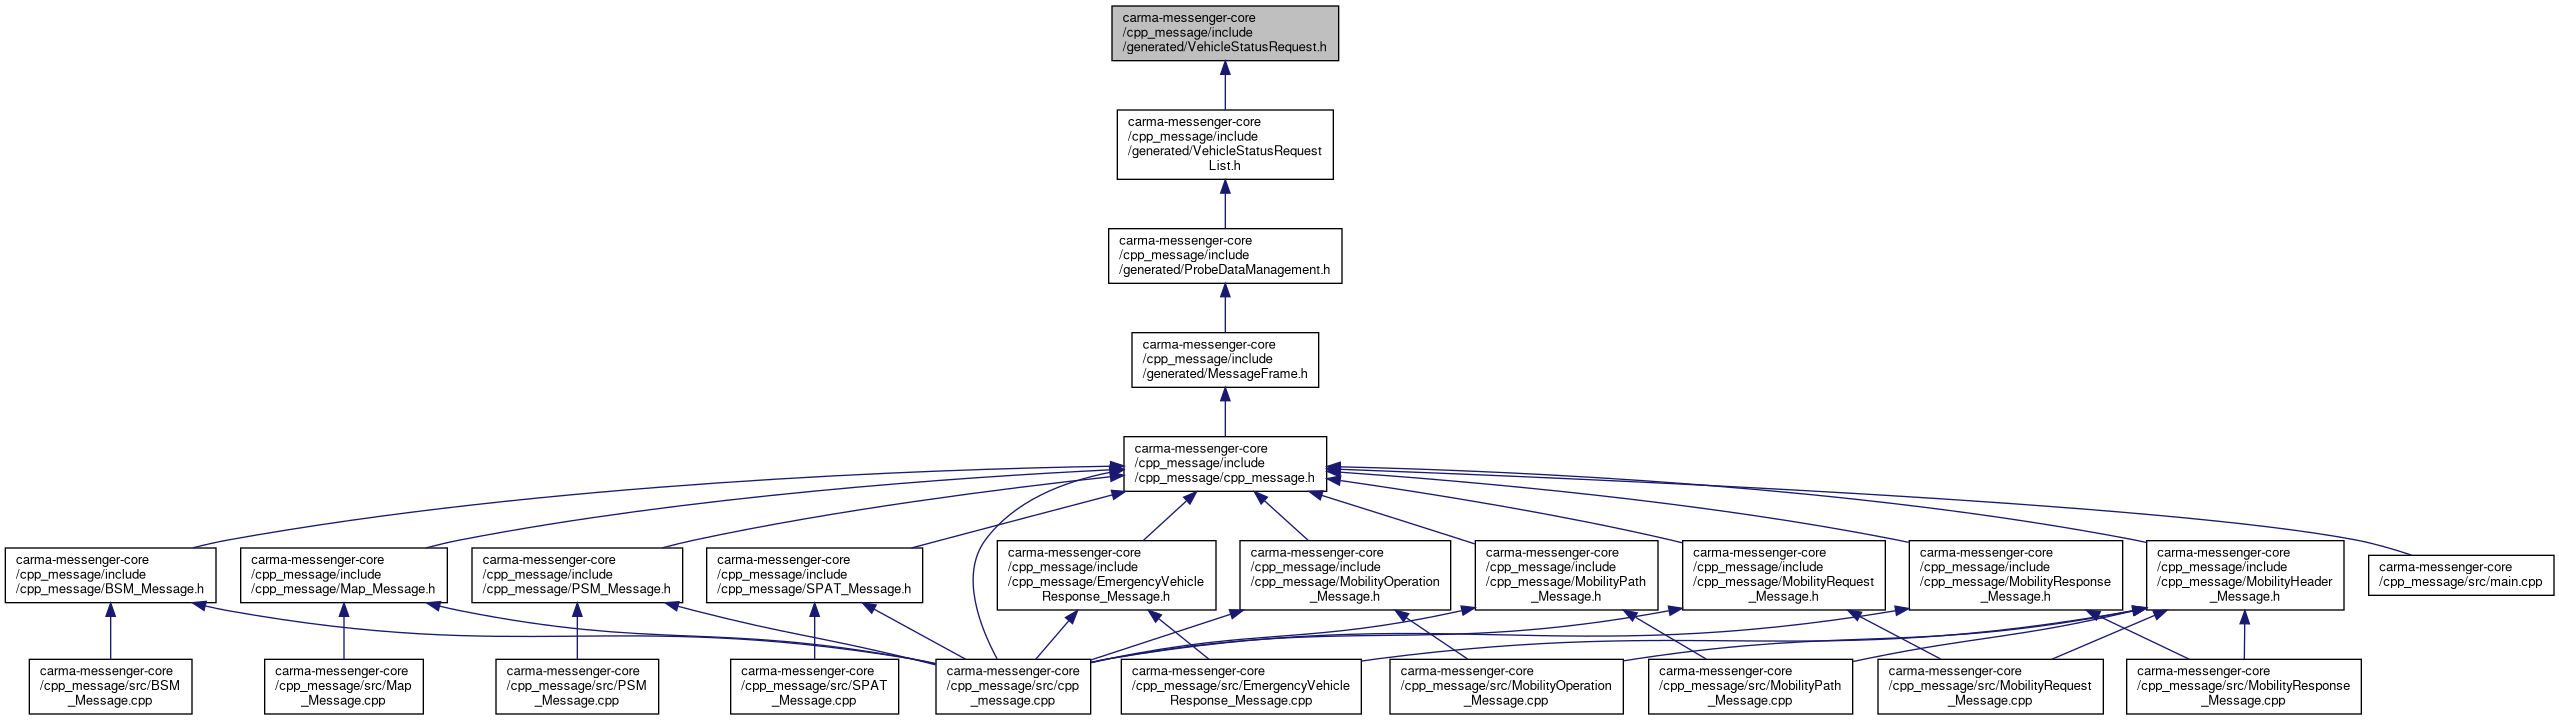 carma-messenger-core
/cpp_message/include
/generated/VehicleStatusRequest.h
carma-messenger-core
/cpp_message/include
/generated/VehicleStatusRequest
List.h
carma-messenger-core
/cpp_message/include
/generated/ProbeDataManagement.h
carma-messenger-core
/cpp_message/include
/generated/MessageFrame.h
carma-messenger-core
/cpp_message/include
/cpp_message/cpp_message.h
carma-messenger-core
/cpp_message/include
/cpp_message/BSM_Message.h
carma-messenger-core
/cpp_message/include
/cpp_message/Map_Message.h
carma-messenger-core
/cpp_message/include
/cpp_message/PSM_Message.h
carma-messenger-core
/cpp_message/include
/cpp_message/SPAT_Message.h
carma-messenger-core
/cpp_message/include
/cpp_message/EmergencyVehicle
Response_Message.h
carma-messenger-core
/cpp_message/include
/cpp_message/MobilityOperation
_Message.h
carma-messenger-core
/cpp_message/include
/cpp_message/MobilityPath
_Message.h
carma-messenger-core
/cpp_message/include
/cpp_message/MobilityRequest
_Message.h
carma-messenger-core
/cpp_message/include
/cpp_message/MobilityResponse
_Message.h
carma-messenger-core
/cpp_message/include
/cpp_message/MobilityHeader
_Message.h
carma-messenger-core
/cpp_message/src/main.cpp
carma-messenger-core
/cpp_message/src/BSM
_Message.cpp
carma-messenger-core
/cpp_message/src/Map
_Message.cpp
carma-messenger-core
/cpp_message/src/PSM
_Message.cpp
carma-messenger-core
/cpp_message/src/SPAT
_Message.cpp
carma-messenger-core
/cpp_message/src/cpp
_message.cpp
carma-messenger-core
/cpp_message/src/EmergencyVehicle
Response_Message.cpp
carma-messenger-core
/cpp_message/src/MobilityOperation
_Message.cpp
carma-messenger-core
/cpp_message/src/MobilityPath
_Message.cpp
carma-messenger-core
/cpp_message/src/MobilityRequest
_Message.cpp
carma-messenger-core
/cpp_message/src/MobilityResponse
_Message.cpp